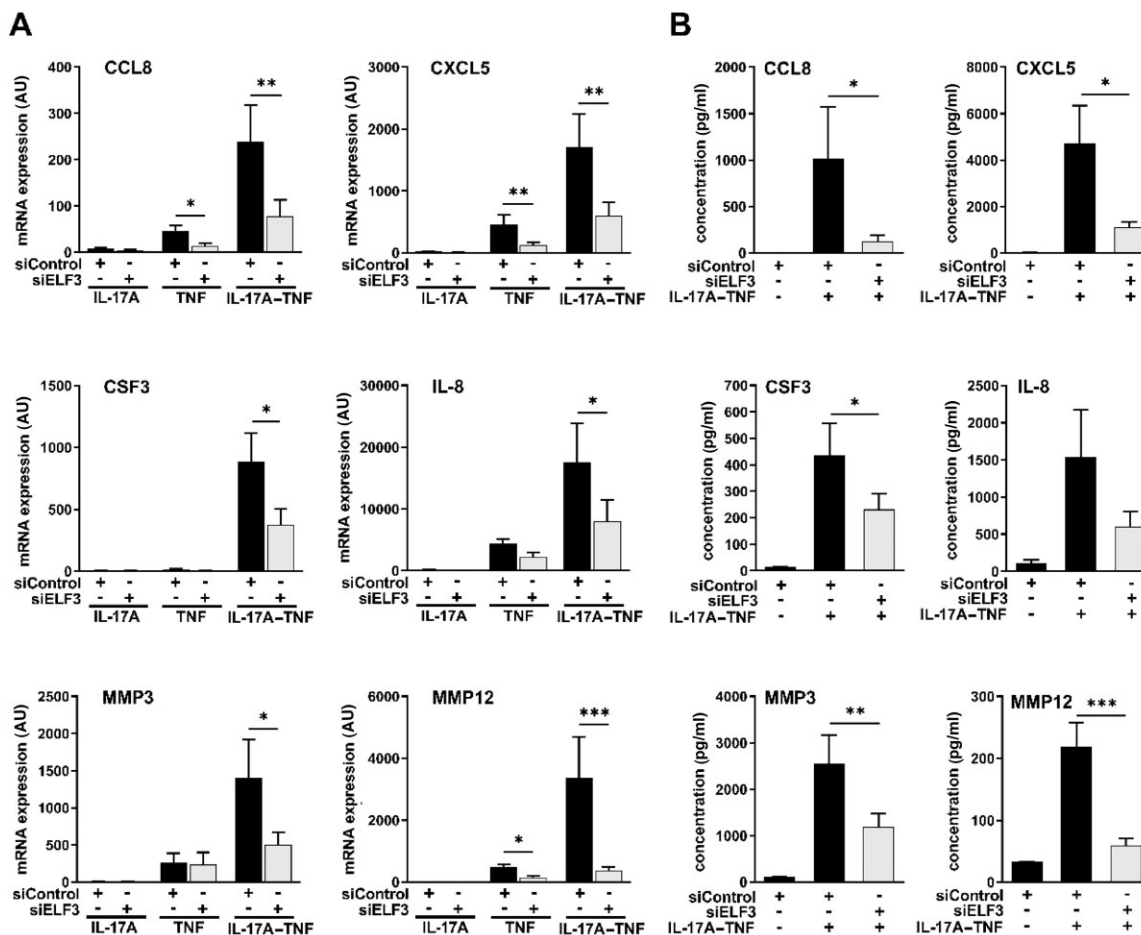 A
B
CCL8
mRNA expression (AU)
400
300
200
100
0
*
**
siControl + - + - + -
siELF3 - + - + - +
IL-17A TNF IL-17A–TNF
CXCL5
mRNA expression (AU)
3000
2000
1000
0
**
**
+ - + - + -
- + - + - +
IL-17A TNF IL-17A–TNF
CCL8
concentration (pg/ml)
2000
1500
1000
500
0
*
siControl + + -
siELF3 - - +
IL-17A–TNF - + +
CXCL5
concentration (pg/ml)
8000
6000
4000
2000
0
*
siControl + + -
siELF3 - - +
IL-17A–TNF - + +
CSF3
mRNA expression (AU)
1500
1000
500
0
*
siControl + - + - + -
siELF3 - + - + - +
IL-17A TNF IL-17A–TNF
IL-8
mRNA expression (AU)
30000
20000
10000
0
*
+ - + - + -
- + - + - +
IL-17A TNF IL-17A–TNF
CSF3
concentration (pg/ml)
700
600
500
400
300
200
100
0
*
siControl + + -
siELF3 - - +
IL-17A–TNF - + +
IL-8
concentration (pg/ml)
2500
2000
1500
1000
500
0
siControl + + -
siELF3 - - +
IL-17A–TNF - + +
MMP3
mRNA expression (AU)
2500
2000
1500
1000
500
0
*
siControl + - + - + -
siELF3 - + - + - +
IL-17A TNF IL-17A–TNF
MMP12
mRNA expression (AU)
6000
4000
2000
0
*
***
+ - + - + -
- + - + - +
IL-17A TNF IL-17A–TNF
MMP3
concentration (pg/ml)
4000
3000
2000
1000
0
**
siControl + + -
siELF3 - - +
IL-17A–TNF - + +
MMP12
concentration (pg/ml)
300
200
100
50
0
***
siControl + + -
siELF3 - - +
IL-17A–TNF - + +